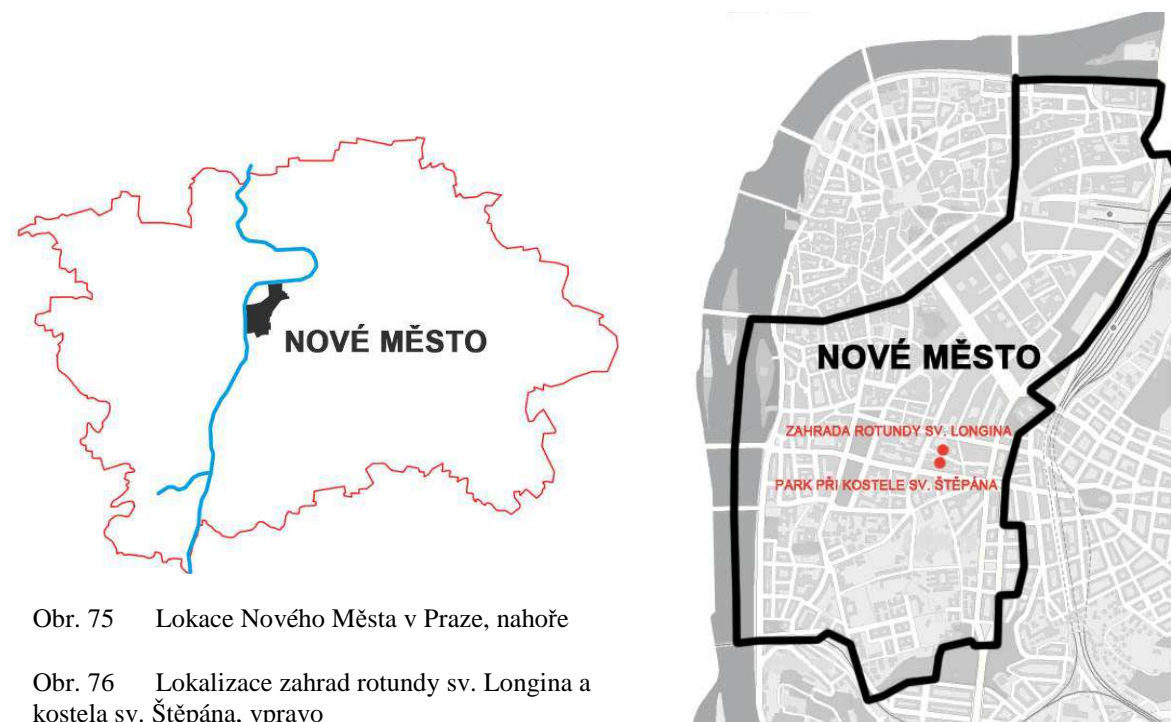 NOVÉ MĚSTO
NOVÉ MĚSTO
ZAHRADA ROTUNDY SV. LONGINA
PARK PŘI KOSTELE SV. ŠTĚPÁNA
Obr. 75 Lokace Nového Města v Praze, nahoře
Obr. 76 Lokalizace zahrad rotundy sv. Longina a
kostela sv. Štěpána, vpravo